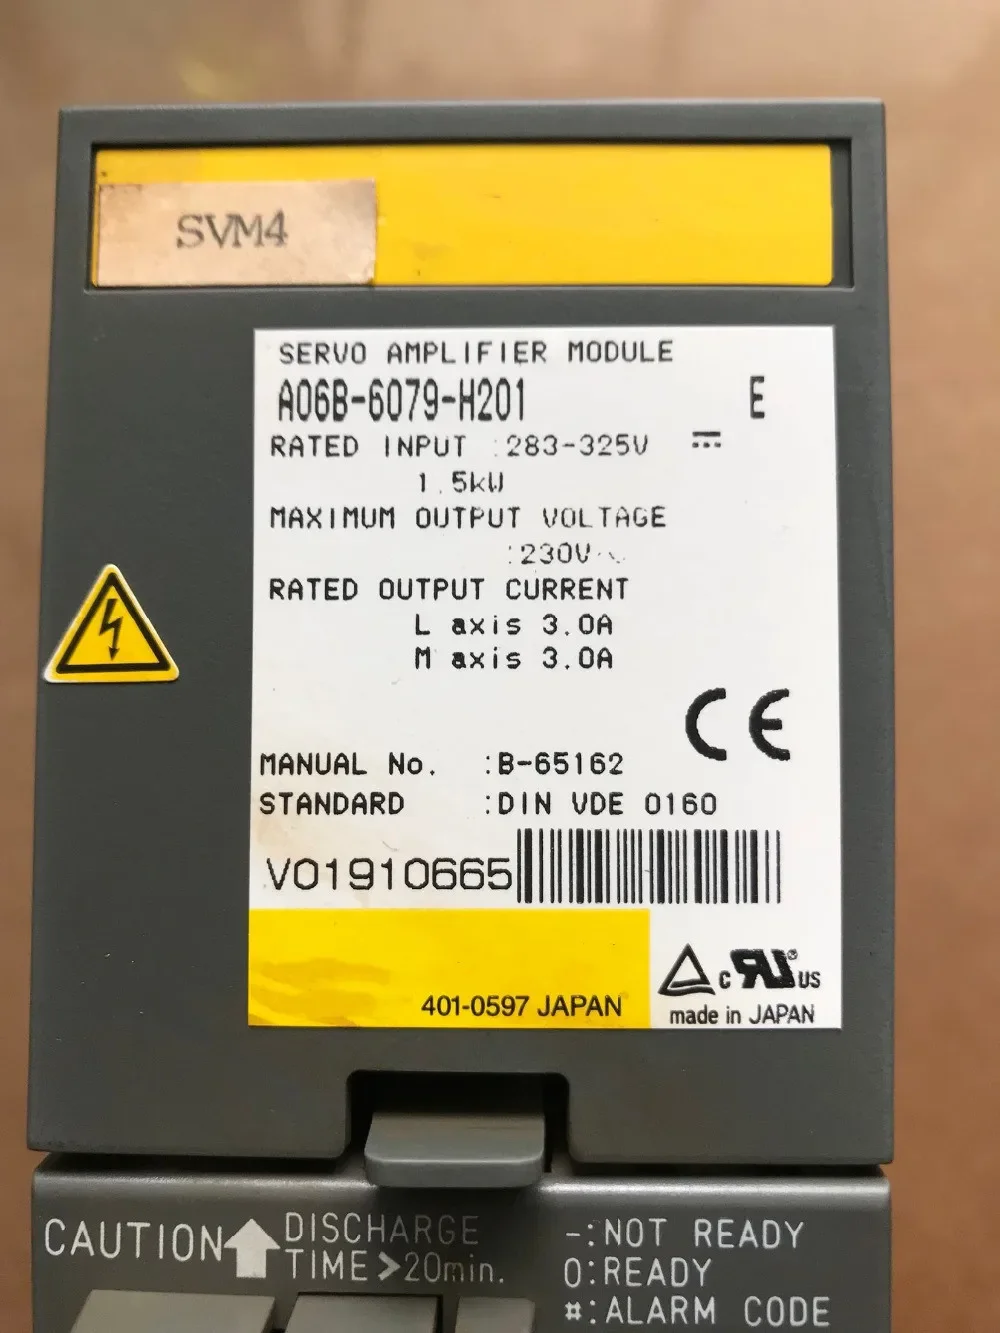 SVM4
SERVO AMPLIFIER MODULE
A06B-6079-H201 E
RATED INPUT :283-325V ⎓
1.5kW
MAXIMUM OUTPUT VOLTAGE
:230V~
RATED OUTPUT CURRENT
L axis 3.0A
M axis 3.0A
CE
MANUAL No. :B-65162
STANDARD :DIN VDE 0160
V01910665
c RU® US
401-0597 JAPAN
made in JAPAN
CAUTION DISCHARGE
TIME>20min.
-:NOT READY
0:READY
#:ALARM CODE